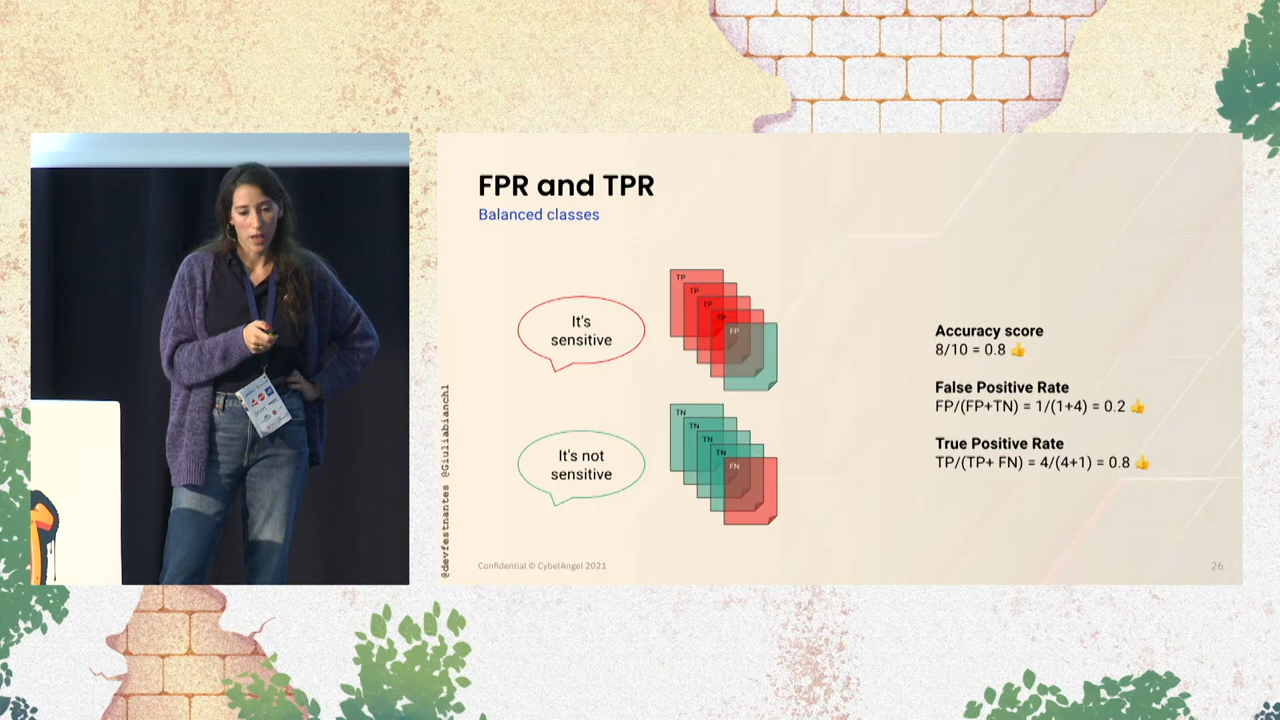 FPR and TPR
Balanced classes
It's
sensitive
TP
TP
TP
TP
FP
It's not
sensitive
TN
TN
TN
TN
FN
Accuracy score
8/10 = 0.8 👍
False Positive Rate
FP/(FP+TN) = 1/(1+4) = 0.2 👍
True Positive Rate
TP/(TP+ FN) = 4/(4+1) = 0.8 👍
@devfestnantes @Giuliabianchl
Confidential © CybelAngel 2021
26